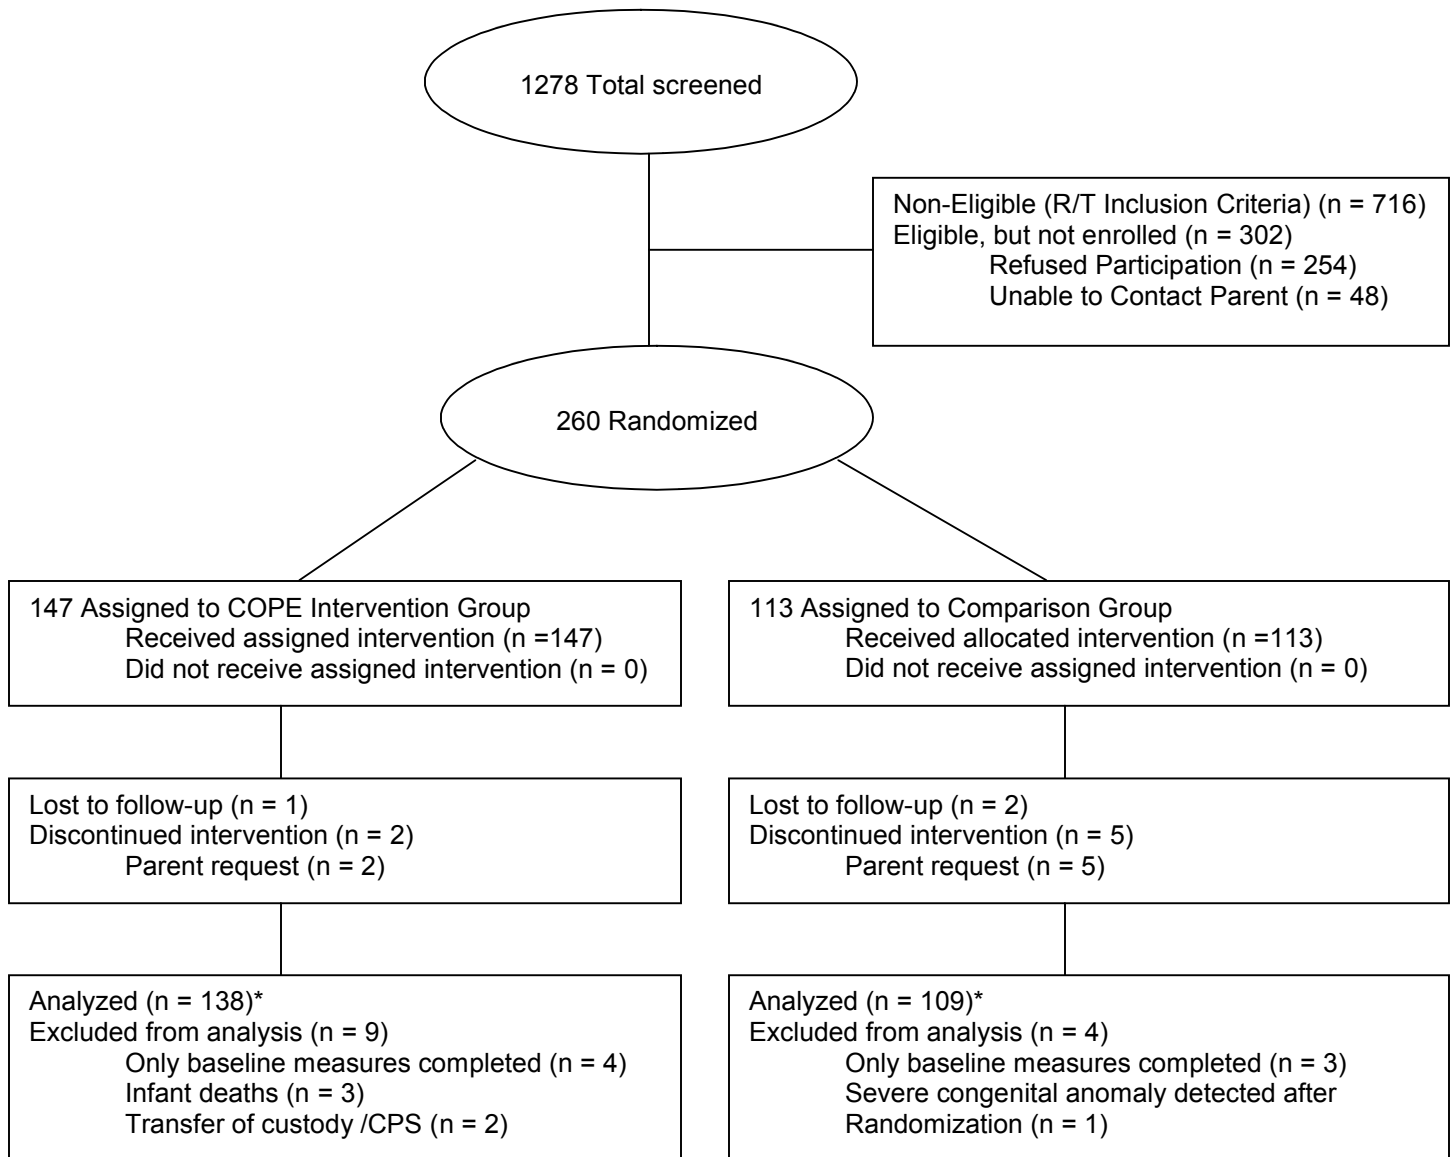 1278 Total screened
Non-Eligible (R/T Inclusion Criteria) (n = 716)
Eligible, but not enrolled (n = 302)
Refused Participation (n = 254)
Unable to Contact Parent (n = 48)
260 Randomized
147 Assigned to COPE Intervention Group
Received assigned intervention (n =147)
Did not receive assigned intervention (n = 0)
113 Assigned to Comparison Group
Received allocated intervention (n =113)
Did not receive assigned intervention (n = 0)
Lost to follow-up (n = 1)
Discontinued intervention (n = 2)
Parent request (n = 2)
Lost to follow-up (n = 2)
Discontinued intervention (n = 5)
Parent request (n = 5)
Analyzed (n = 138)*
Excluded from analysis (n = 9)
Only baseline measures completed (n = 4)
Infant deaths (n = 3)
Transfer of custody /CPS (n = 2)
Analyzed (n = 109)*
Excluded from analysis (n = 4)
Only baseline measures completed (n = 3)
Severe congenital anomaly detected after
Randomization (n = 1)